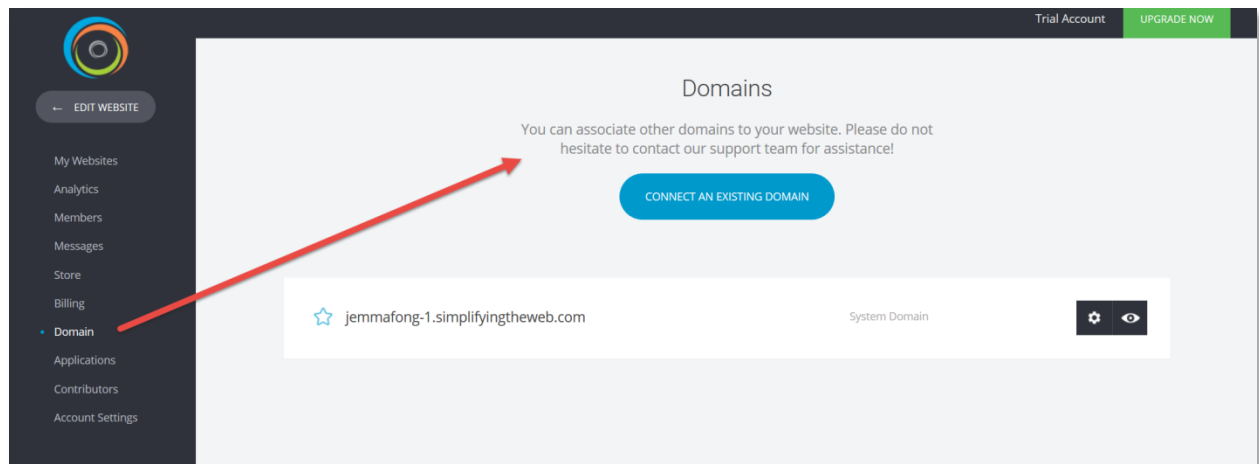 Trial Account
UPGRADE NOW
← EDIT WEBSITE
My Websites
Analytics
Members
Messages
Store
Billing
Domain
Applications
Contributors
Account Settings
Domains
You can associate other domains to your website. Please do not
hesitate to contact our support team for assistance!
CONNECT AN EXISTING DOMAIN
jemmafong-1.simplifyingtheweb.com
System Domain